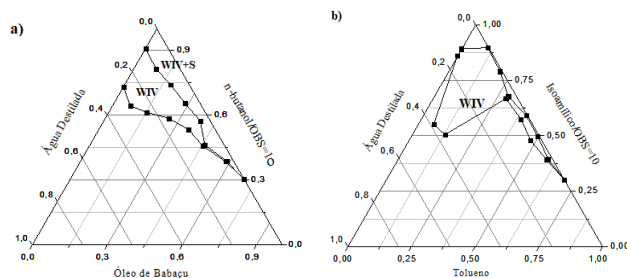 a)
0,0
0,2
0,9
WIV+S
WIV
0,4
0,6
0,6
0,3
0,8
1,0
0,0
0,0
0,3
0,6
0,9
Água Destilada
n-butanol/OBS=10
Óleo de Babaçu
b)
0,0
1,00
0,2
0,75
WIV
0,4
0,50
0,6
0,25
0,8
1,0
0,00
0,00
0,25
0,50
0,75
1,00
Água Destilada
Isoamílico/OBS=10
Tolueno